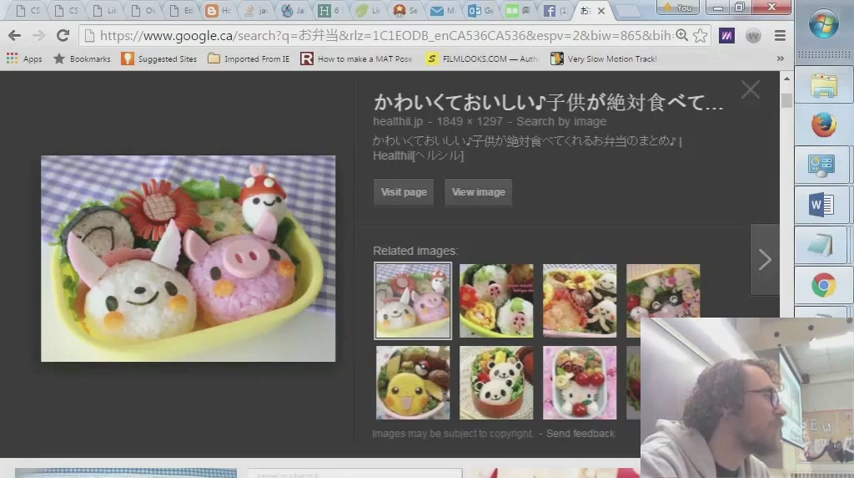 You
https://www.google.ca/search?q=お弁当&rlz=1C1EODB_enCA536CA536&espv=2&biw=865&bih
Apps
Bookmarks
Suggested Sites
Imported From IE
How to make a MAT Pose
FILMLOOKS.COM — Auth
Very Slow Motion Track!
»
かわいくておいしい♪子供が絶対食べて...
healthil.jp - 1849 × 1297 - Search by image
かわいくておいしい♪子供が絶対食べてくれるお弁当のまとめ♪ |
Healthil[ヘルシル]
Visit page
View image
Related images:
Images may be subject to copyright. - Send feedback